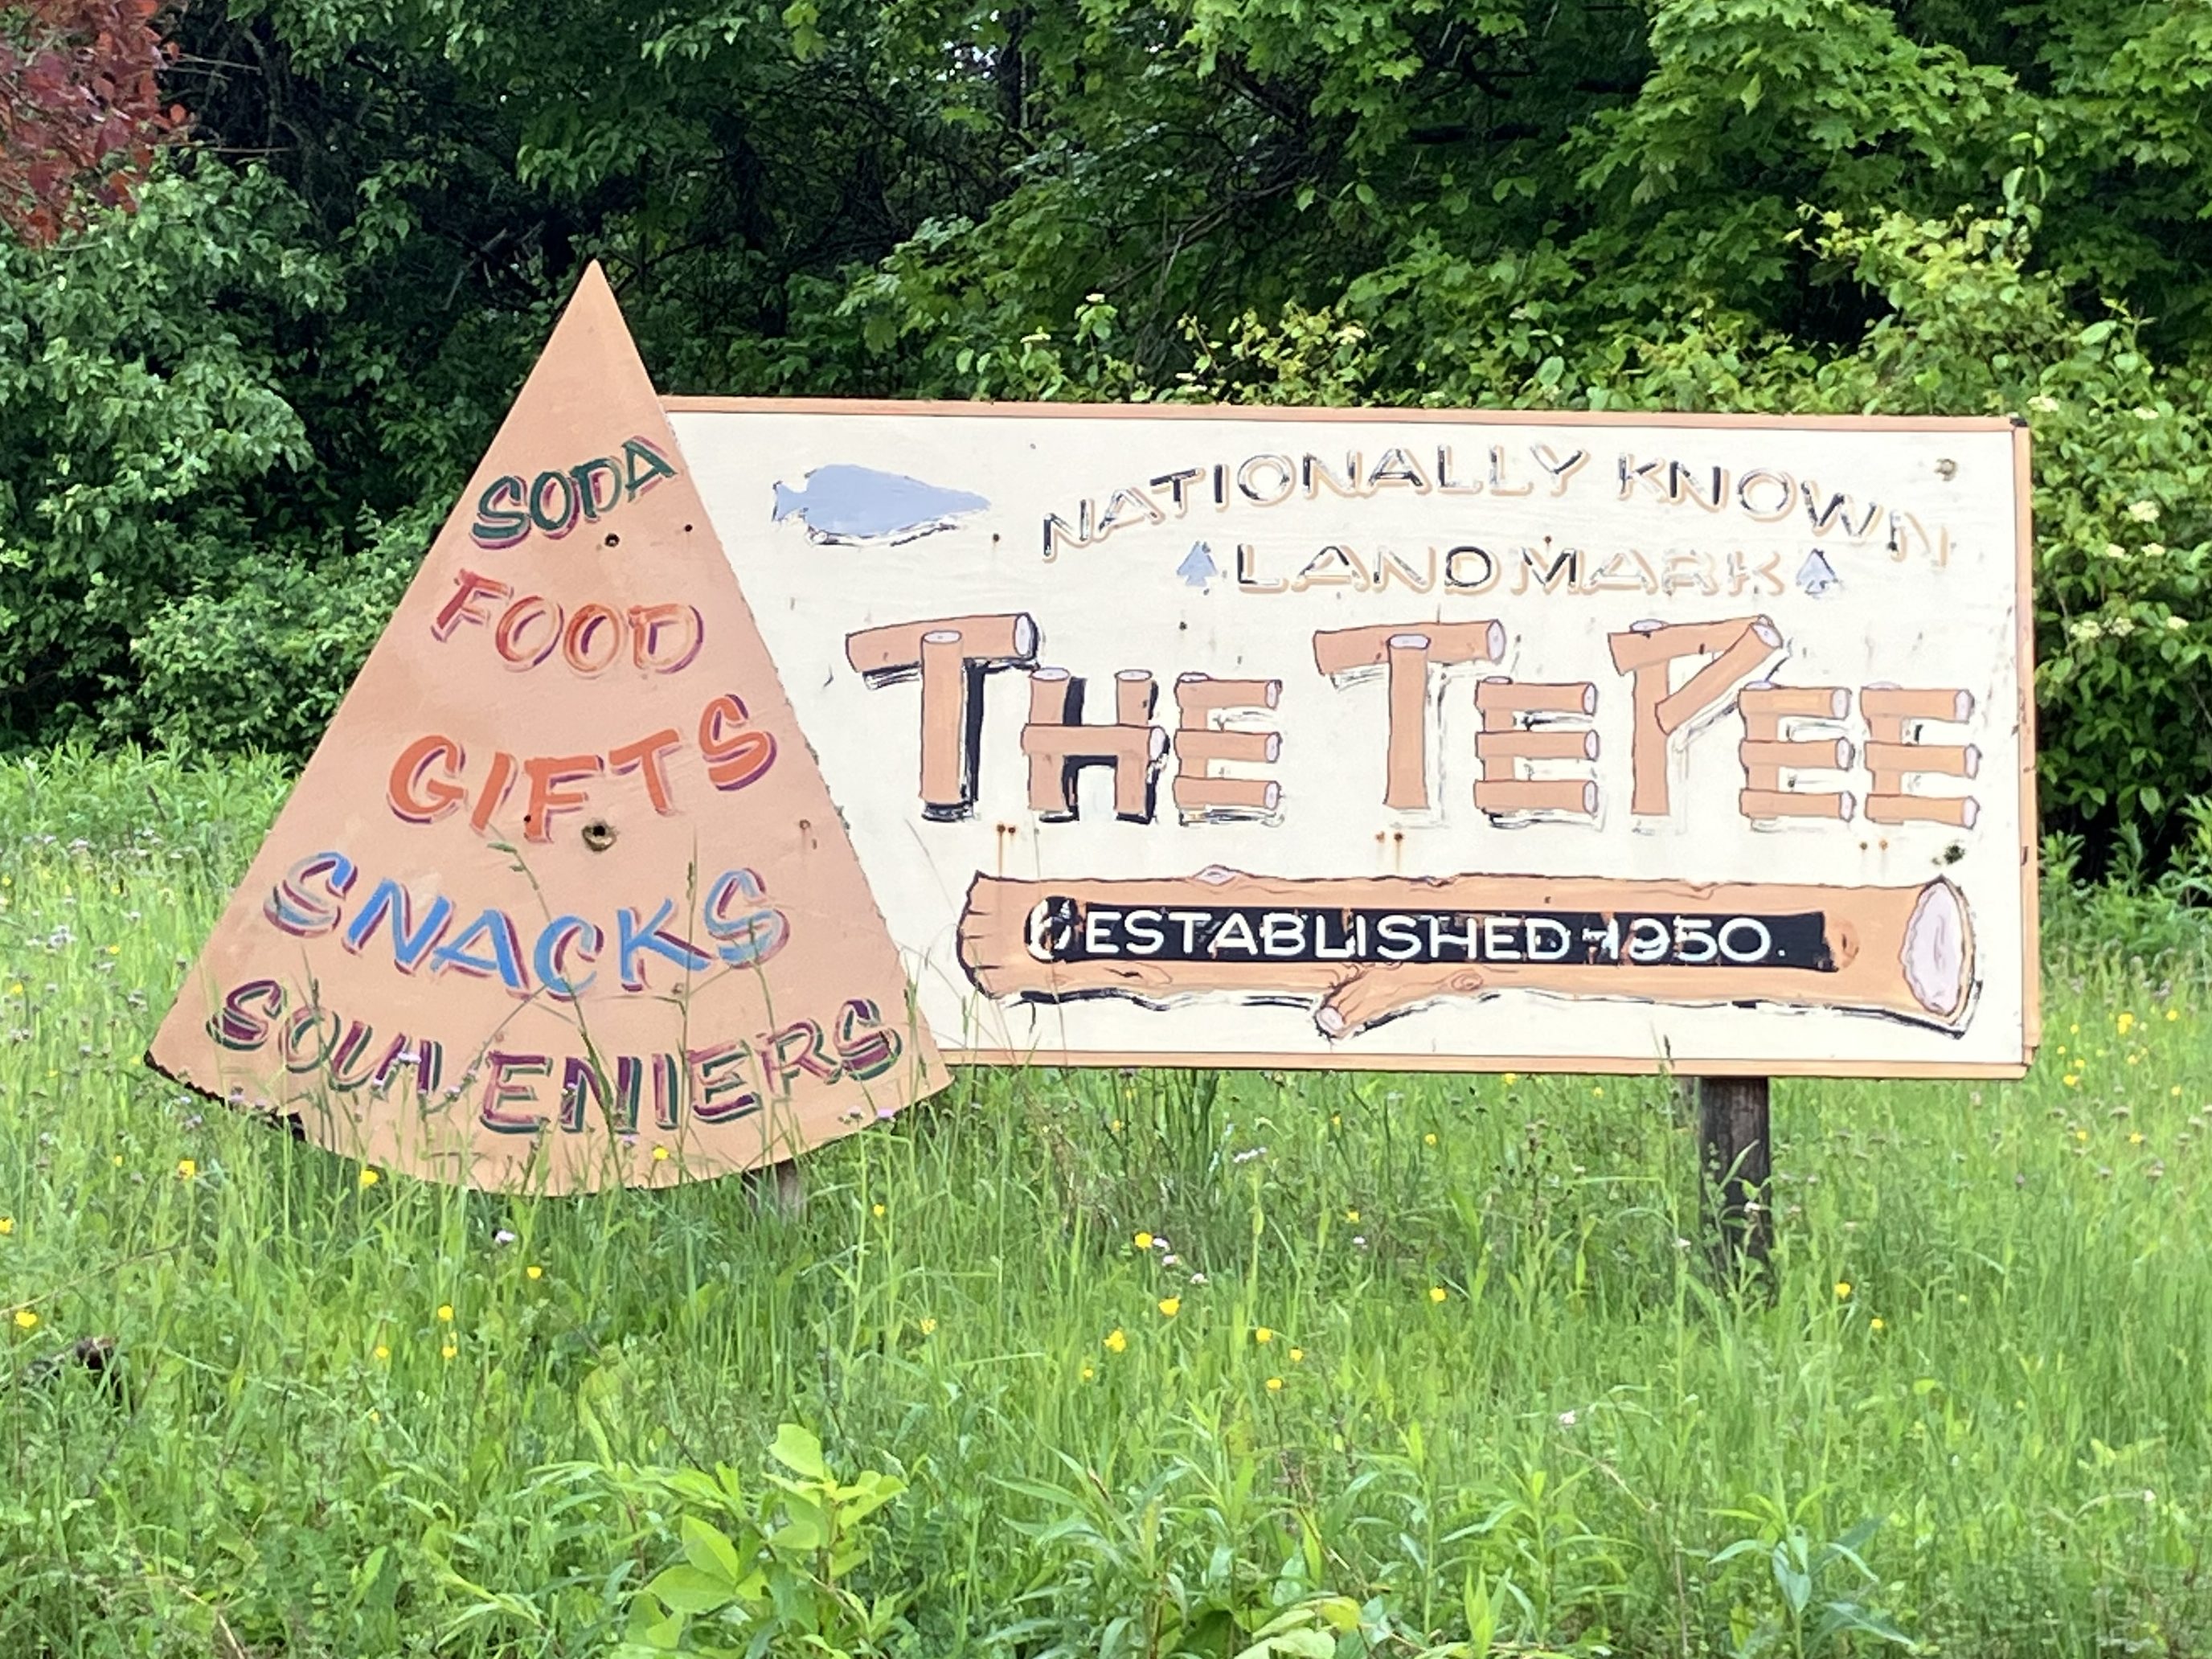 SODA
FOOD
GIFTS
SNACKS
SOUVENIERS
NATIONALLY KNOWN
LANDMARK
THE TEPEE
ESTABLISHED-1950.